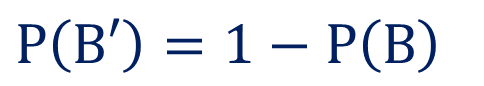 P(B′) = 1 − P(B)